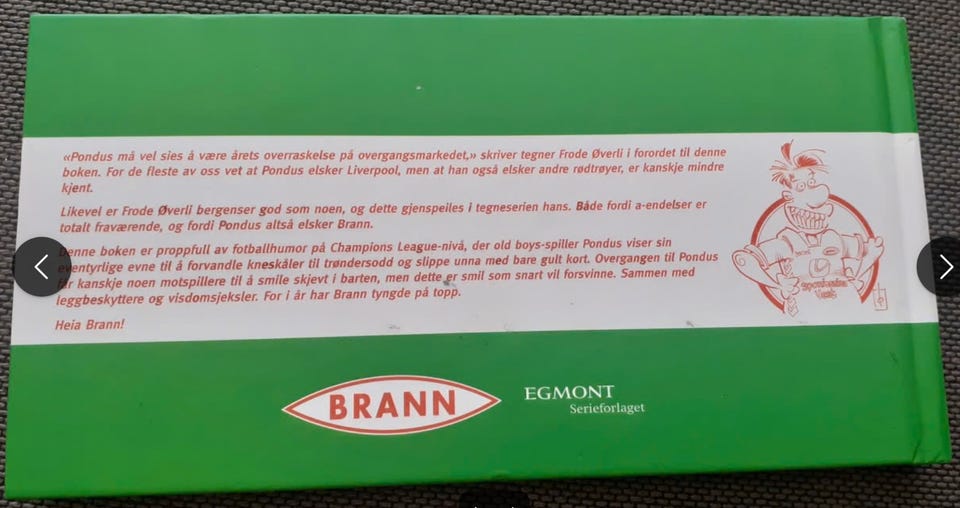 «Pondus må vel sies å være årets overraskelse på overgangsmarkedet,» skriver tegner Frode Øverli i forordet til denne
boken. For de fleste av oss vet at Pondus elsker Liverpool, men at han også elsker andre rødtrøyer, er kanskje mindre
kjent.
Likevel er Frode Øverli bergenser god som noen, og dette gjenspeiles i tegneserien hans. Både fordi a-endelser er
totalt fraværende, og fordi Pondus altså elsker Brann.
Denne boken er proppfull av fotballhumor på Champions League-nivå, der old boys-spiller Pondus viser sin
eventyrlige evne til å forvandle kneskåler til trøndersodd og slippe unna med bare gult kort. Overgangen til Pondus
får kanskje noen motspillere til å smile skjevt i barten, men dette er smil som snart vil forsvinne. Sammen med
leggbeskyttere og visdomsjeksler. For i år har Brann tyngde på topp.
Heia Brann!
Sparebanken
Vest
BRANN
EGMONT
Serieforlaget